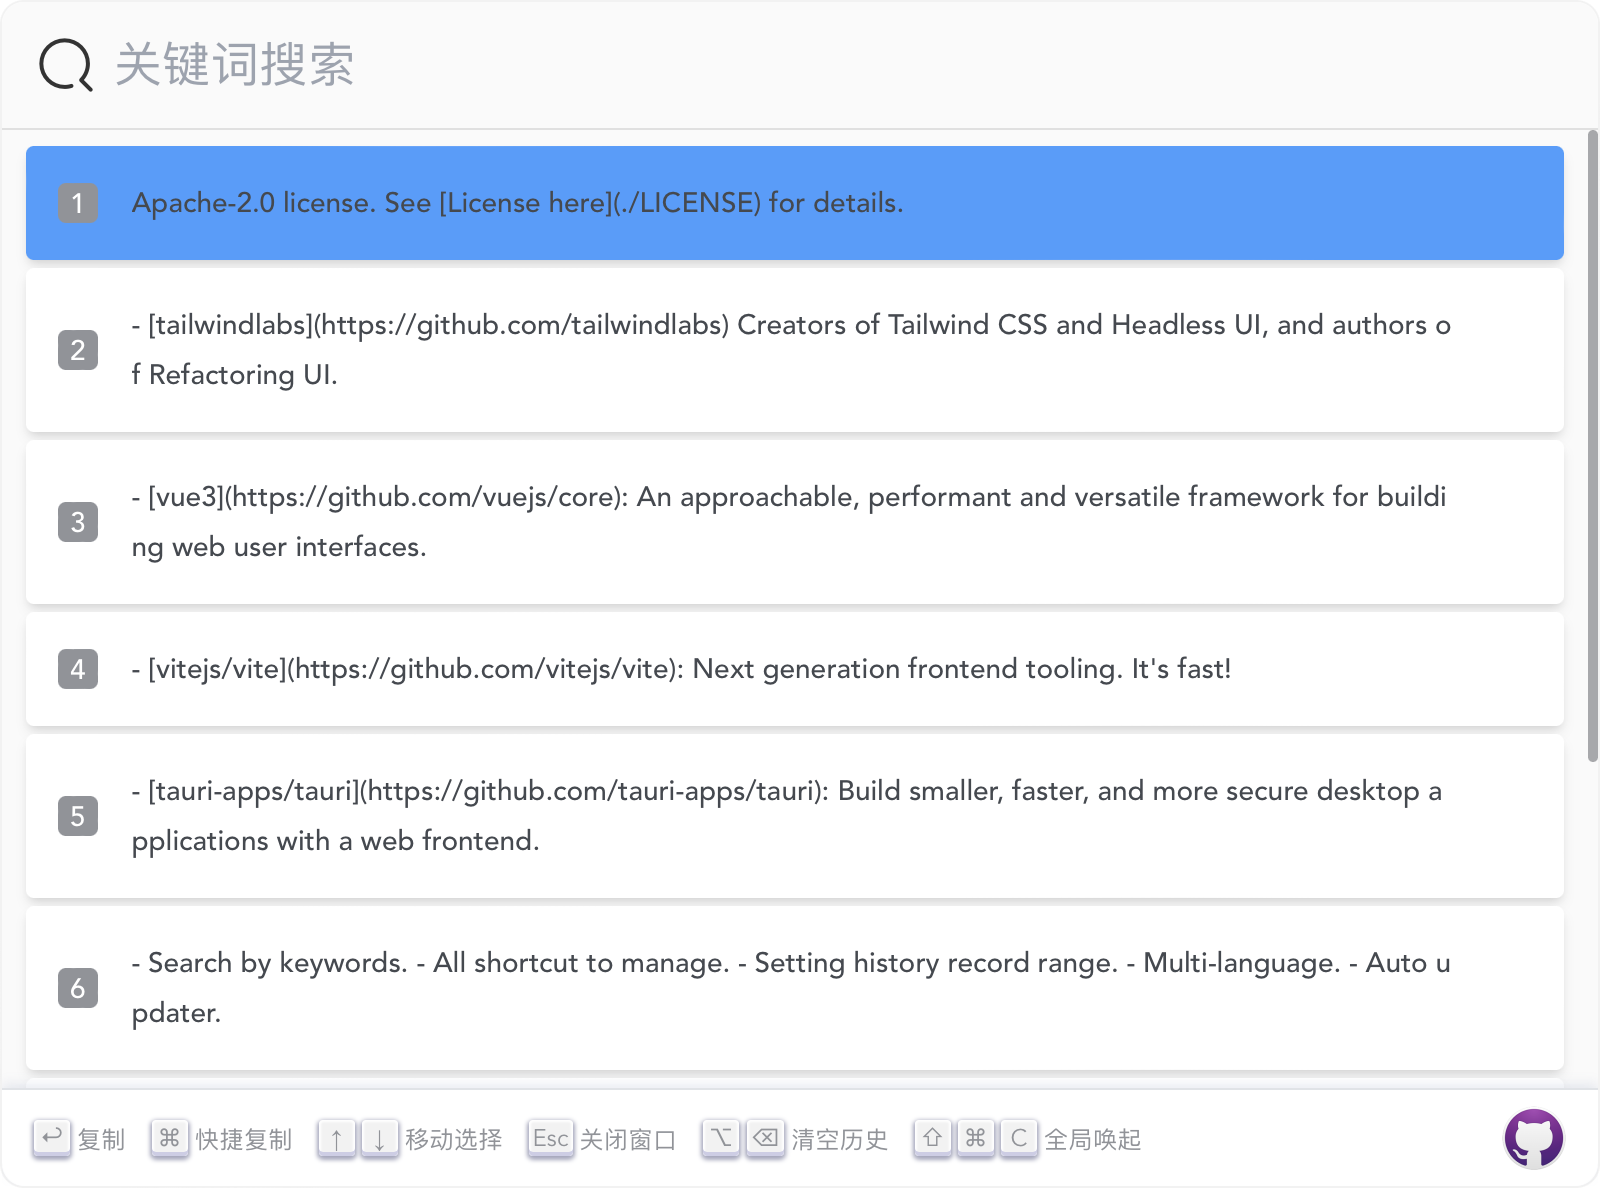 关键词搜索
1
Apache-2.0 license. See [License here](./LICENSE) for details.
2
- [tailwindlabs](https://github.com/tailwindlabs) Creators of Tailwind CSS and Headless UI, and authors o
f Refactoring UI.
3
- [vue3](https://github.com/vuejs/core): An approachable, performant and versatile framework for buildi
ng web user interfaces.
4
- [vitejs/vite](https://github.com/vitejs/vite): Next generation frontend tooling. It's fast!
5
- [tauri-apps/tauri](https://github.com/tauri-apps/tauri): Build smaller, faster, and more secure desktop a
pplications with a web frontend.
6
- Search by keywords. - All shortcut to manage. - Setting history record range. - Multi-language. - Auto u
pdater.
↩ 复制 ⌘ 快捷复制 ↑ ↓ 移动选择 Esc 关闭窗口 ⌥ ⌫ 清空历史 ⇧ ⌘ C 全局唤起